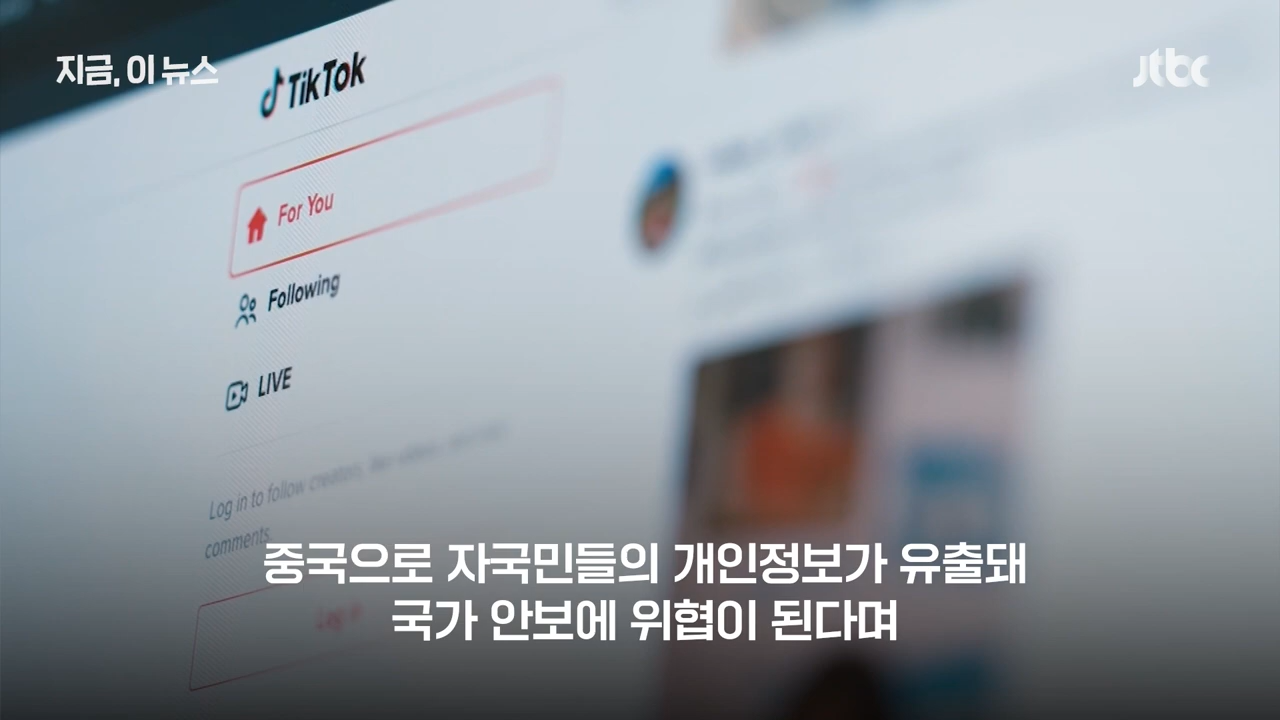 지금, 이 뉴스
jtbc
TikTok
For You
Following
LIVE
Log in to follow creators,
comments
Log in
중국으로 자국민들의 개인정보가 유출돼
국가 안보에 위협이 된다며